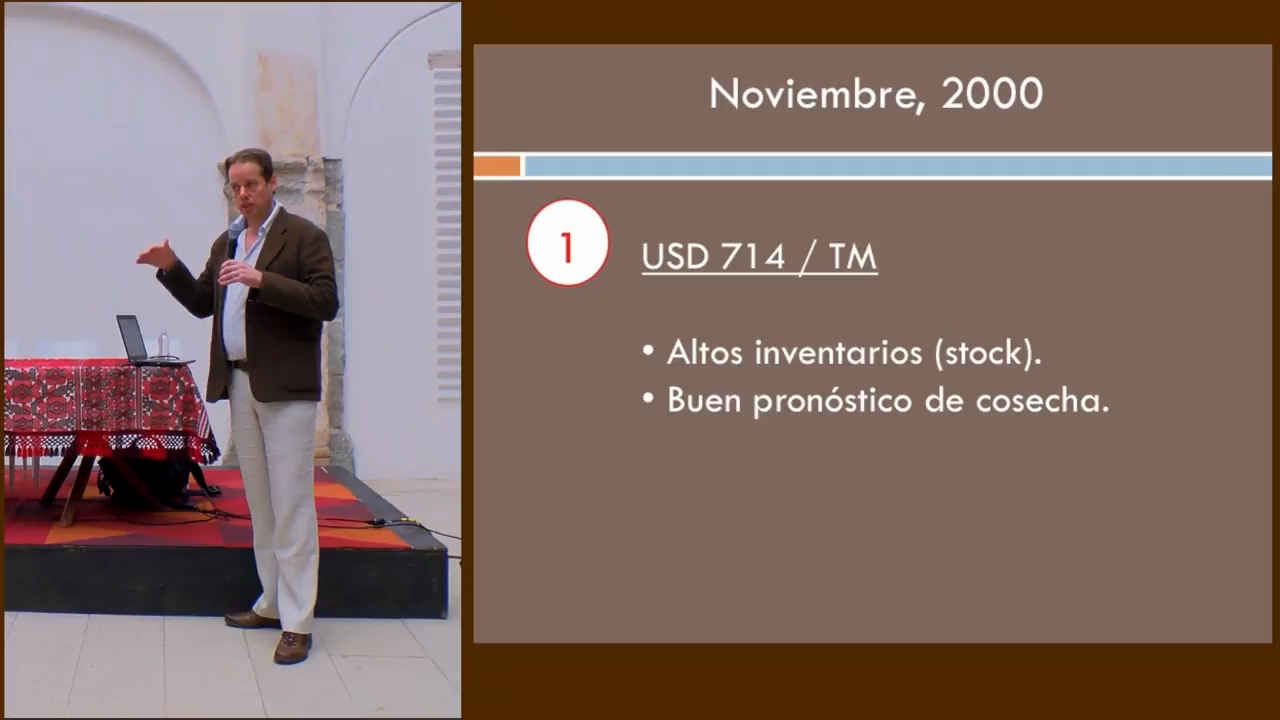 Noviembre, 2000
1
USD 714 / TM
• Altos inventarios (stock).
• Buen pronóstico de cosecha.